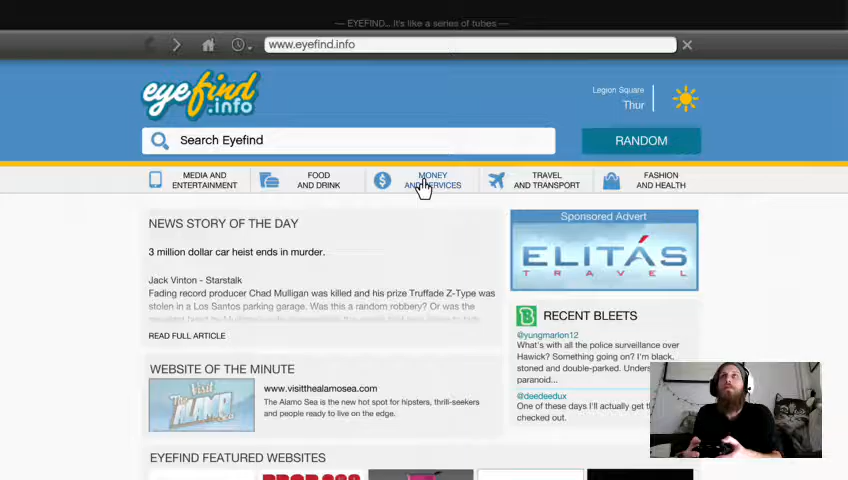 — EYEFIND... It's like a series of tubes —
www.eyefind.info
eyefind
.info
Legion Square
Thur
Search Eyefind
RANDOM
MEDIA AND
ENTERTAINMENT
FOOD
AND DRINK
MONEY
AND SERVICES
TRAVEL
AND TRANSPORT
FASHION
AND HEALTH
NEWS STORY OF THE DAY
3 million dollar car heist ends in murder.
Jack Vinton - Starstalk
Fading record producer Chad Mulligan was killed and his prize Truffade Z-Type was
stolen in a Los Santos parking garage. Was this a random robbery? Or was the
READ FULL ARTICLE
WEBSITE OF THE MINUTE
Visit
THE ALAMO
Sea
www.visitthealamosea.com
The Alamo Sea is the new hot spot for hipsters, thrill-seekers
and people ready to live on the edge.
EYEFIND FEATURED WEBSITES
Sponsored Advert
ELITÁS
TRAVEL
RECENT BLEETS
@yungmarlon12
What's with all the police surveillance over
Hawick? Something going on? I'm black,
stoned and double-parked.
paranoid...
@deedeedux
One of these days I'll actually get
checked out.